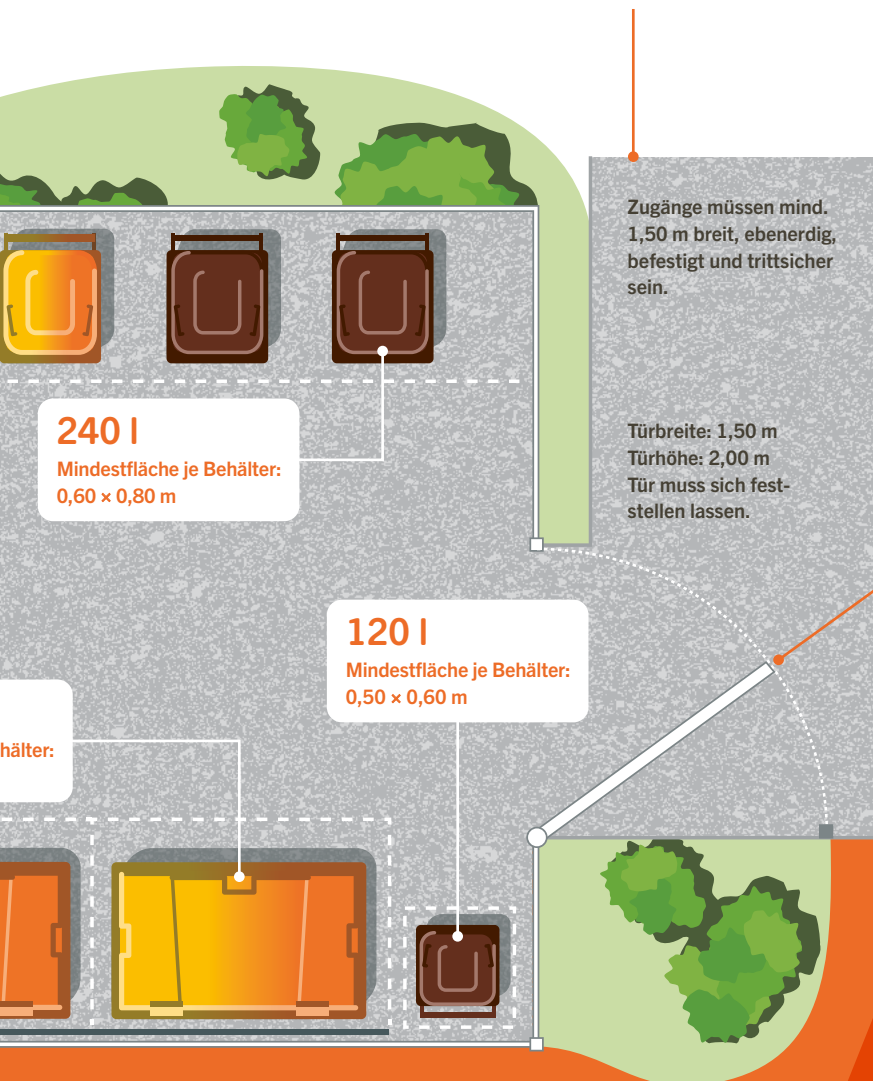 Zugänge müssen mind.
1,50 m breit, ebenerdig,
befestigt und trittsicher
sein.
240 l
Mindestfläche je Behälter:
0,60 × 0,80 m
Türbreite: 1,50 m
Türhöhe: 2,00 m
Tür muss sich fest-
stellen lassen.
120 l
Mindestfläche je Behälter:
0,50 × 0,60 m
hälter: